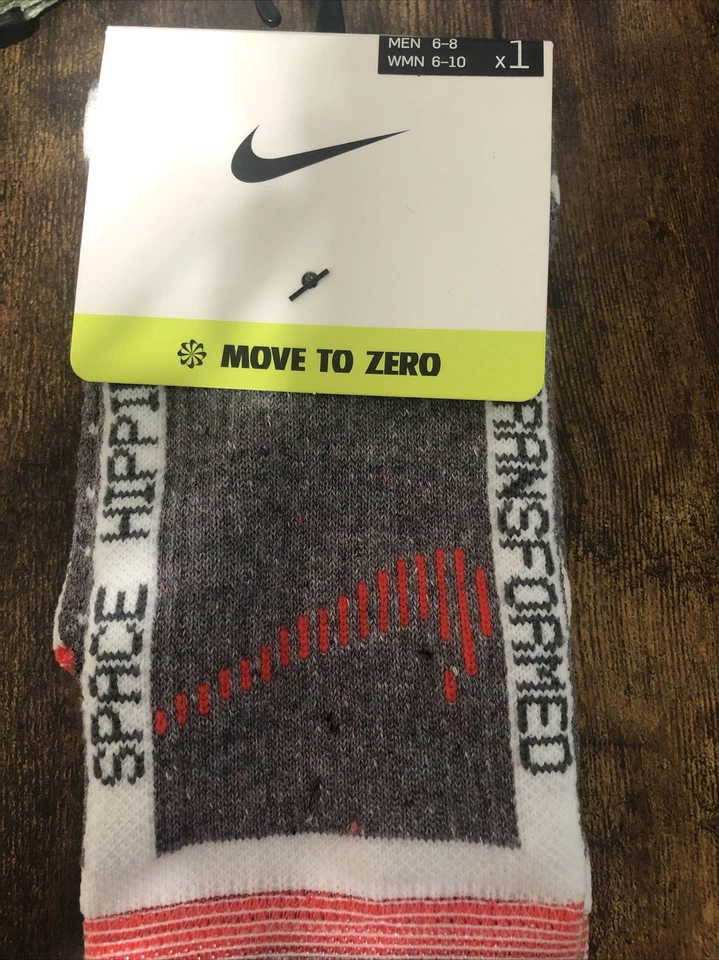 MEN 6-8
WMN 6-10 x1
MOVE TO ZERO
SPACE HIPPI
RANSFORMED